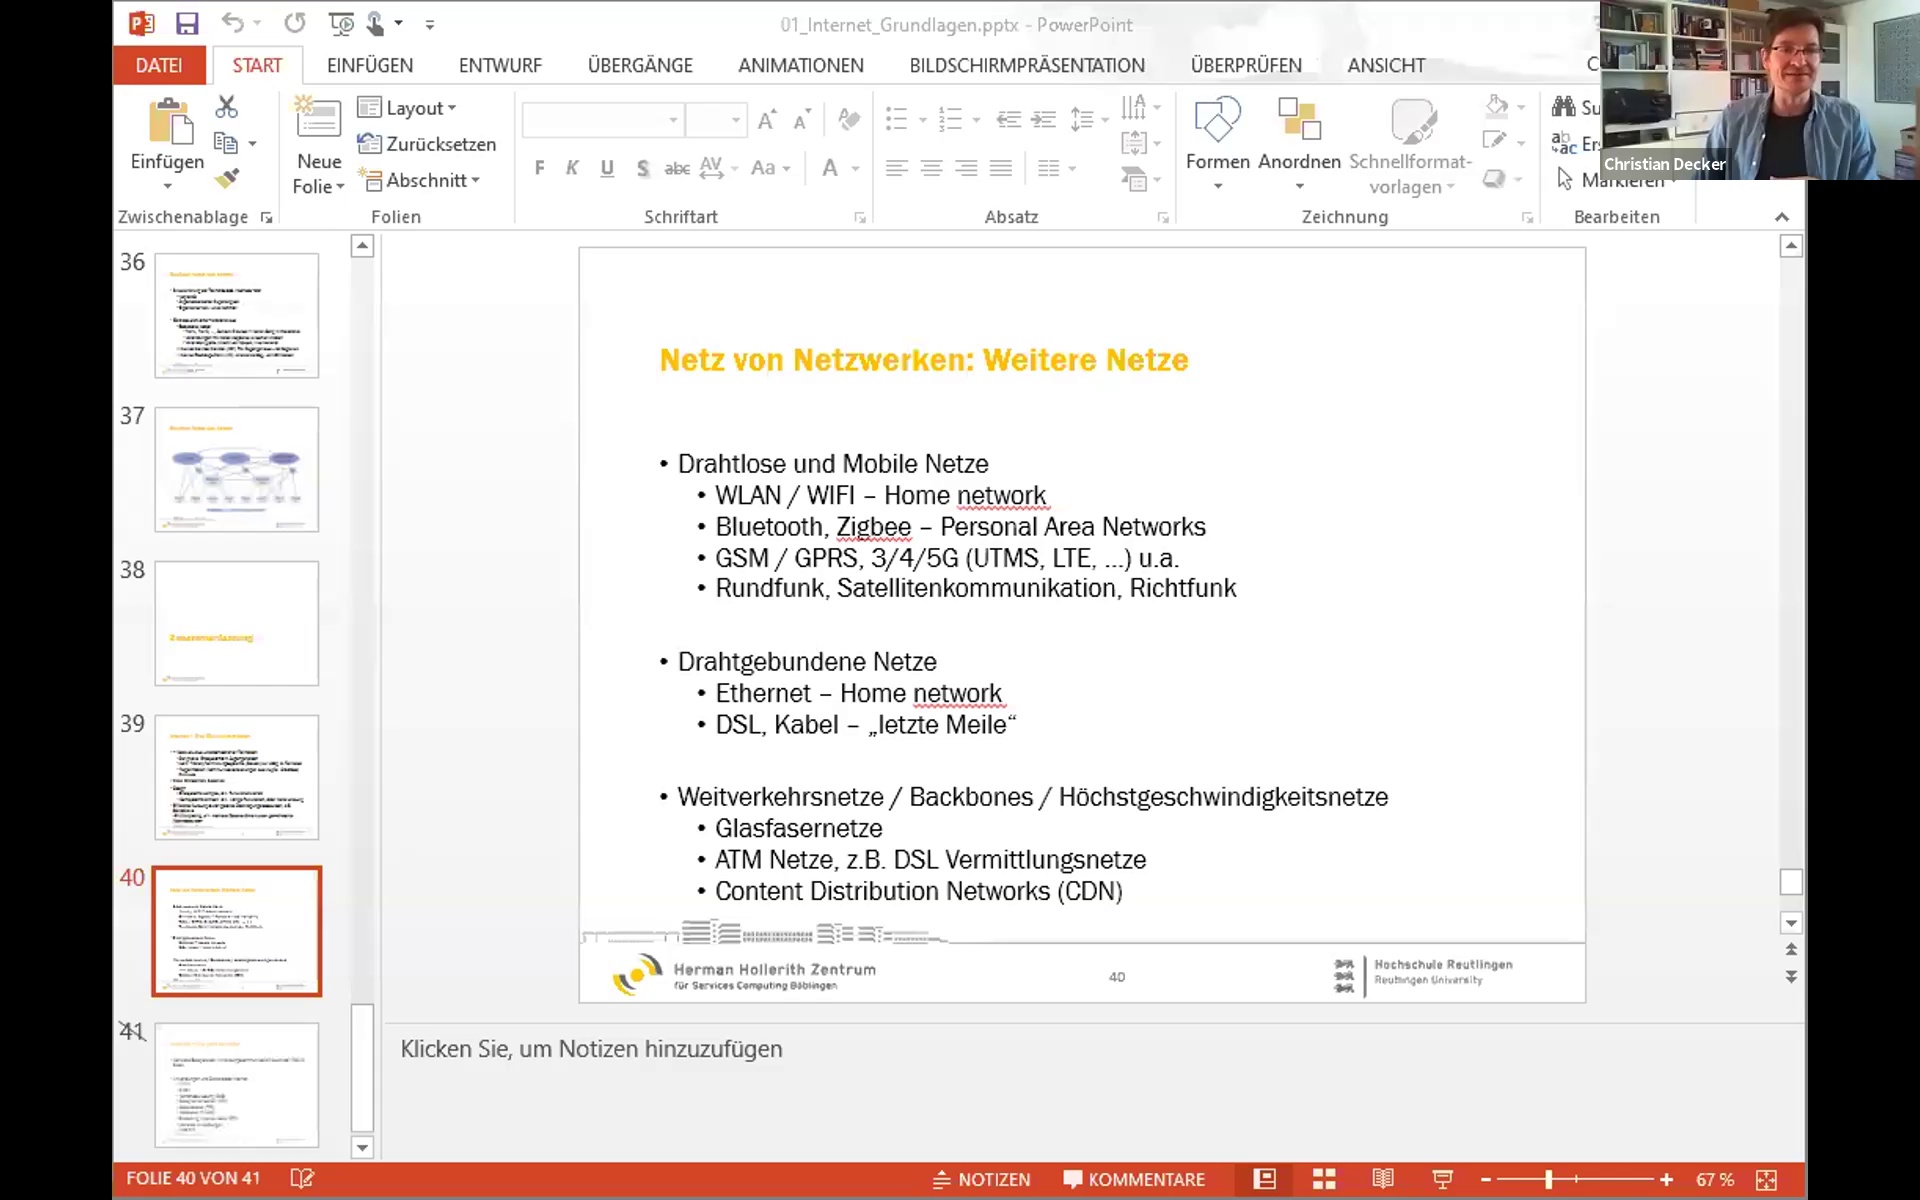 01_Internet_Grundlagen.pptx - PowerPoint
DATEI START EINFÜGEN ENTWURF ÜBERGÄNGE ANIMATIONEN BILDSCHIRMPRÄSENTATION ÜBERPRÜFEN ANSICHT
Einfügen
Neue Folie
Layout
Zurücksetzen
Abschnitt
F K U S abc AV Aa A
Formen Anordnen Schnellformat-
vorlagen
Markieren
Zwischenablage Folien Schriftart Absatz Zeichnung Bearbeiten
Christian Decker
36
37
38
39
40
41
Netz von Netzwerken: Weitere Netze
• Drahtlose und Mobile Netze
• WLAN / WIFI – Home network
• Bluetooth, Zigbee – Personal Area Networks
• GSM / GPRS, 3/4/5G (UTMS, LTE, ...) u.a.
• Rundfunk, Satellitenkommunikation, Richtfunk
• Drahtgebundene Netze
• Ethernet – Home network
• DSL, Kabel – „letzte Meile“
• Weitverkehrsnetze / Backbones / Höchstgeschwindigkeitsnetze
• Glasfasernetze
• ATM Netze, z.B. DSL Vermittlungsnetze
• Content Distribution Networks (CDN)
Herman Hollerith Zentrum
für Services Computing Böblingen
40
Hochschule Reutlingen
Reutlingen University
Klicken Sie, um Notizen hinzuzufügen
FOLIE 40 VON 41 NOTIZEN KOMMENTARE 67 %